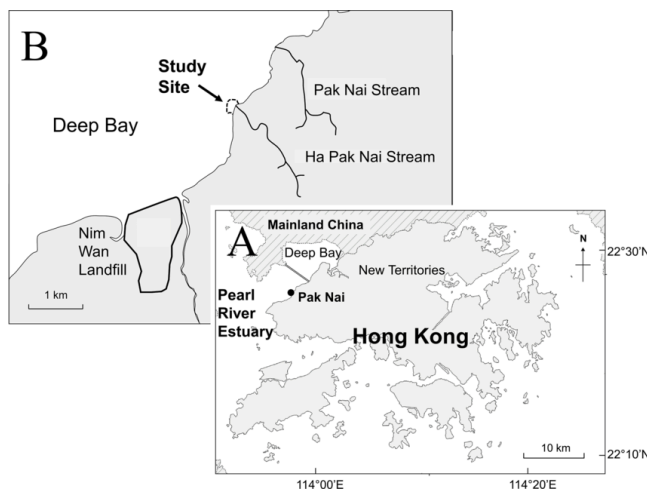 B
Study
Site
Pak Nai Stream
Deep Bay
Ha Pak Nai Stream
Nim
Wan
Landfill
1 km
A
Mainland China
Deep Bay
New Territories
N
22°30'N
Pak Nai
Pearl
River
Estuary
Hong Kong
10 km
22°10'N
114°00'E
114°20'E